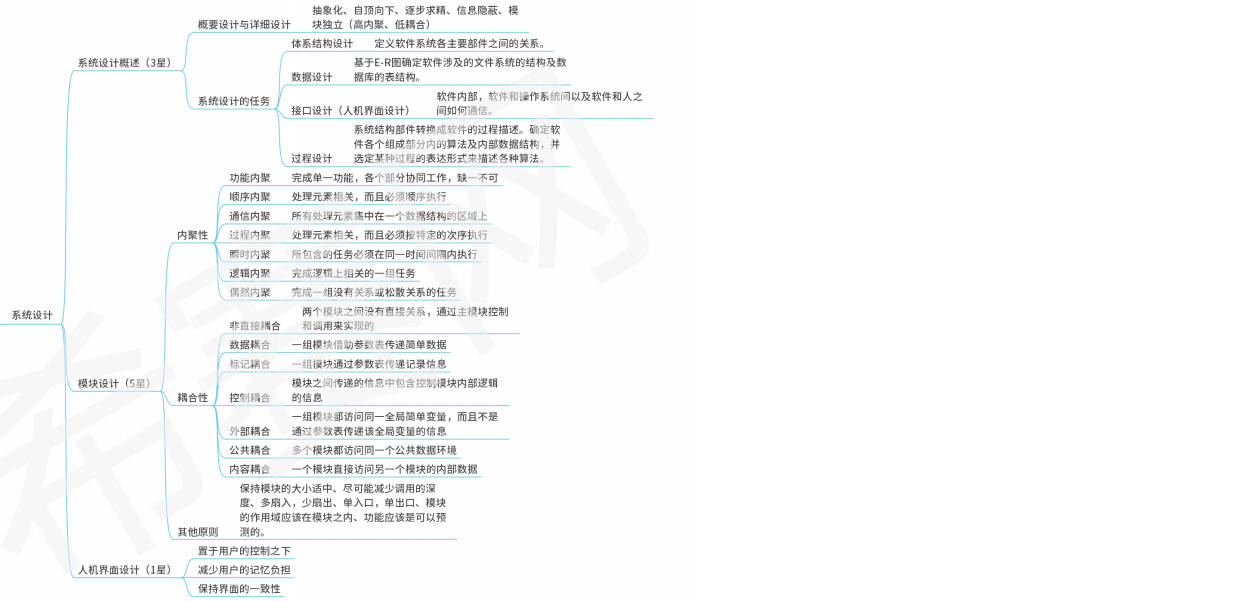 系统设计
系统设计概述（3星）
概要设计与详细设计
抽象化、自顶向下、逐步求精、信息隐蔽、模
块独立（高内聚、低耦合）
系统设计的任务
体系结构设计
定义软件系统各主要部件之间的关系。
数据设计
基于E-R图确定软件涉及的文件系统的结构及数
据库的表结构。
接口设计（人机界面设计）
软件内部，软件和操作系统间以及软件和人之
间如何通信。
过程设计
系统结构部件转换成软件的过程描述。确定软
件各个组成部分内的算法及内部数据结构，并
选定某种过程的表达形式来描述各种算法。
模块设计（5星）
内聚性
功能内聚
完成单一功能，各个部分协同工作，缺一不可
顺序内聚
处理元素相关，而且必须顺序执行
通信内聚
所有处理元素集中在一个数据结构的区域上
过程内聚
处理元素相关，而且必须按特定的次序执行
瞬时内聚
所包含的任务必须在同一时间间隔内执行
逻辑内聚
完成逻辑上相关的一组任务
偶然内聚
完成一组没有关系或松散关系的任务
耦合性
非直接耦合
两个模块之间没有直接关系，通过主模块控制
和调用来实现的
数据耦合
一组模块借助参数表传递简单数据
标记耦合
一组模块通过参数表传递记录信息
控制耦合
模块之间传递的信息中包含控制模块内部逻辑
的信息
外部耦合
一组模块都访问同一全局简单变量，而且不是
通过参数表传递该全局变量的信息
公共耦合
多个模块都访问同一个公共数据环境
内容耦合
一个模块直接访问另一个模块的内部数据
其他原则
保持模块的大小适中、尽可能减少调用的深
度、多扇入，少扇出、单入口，单出口、模块
的作用域应该在模块之内、功能应该是可以预
测的。
人机界面设计（1星）
置于用户的控制之下
减少用户的记忆负担
保持界面的一致性
希赛网